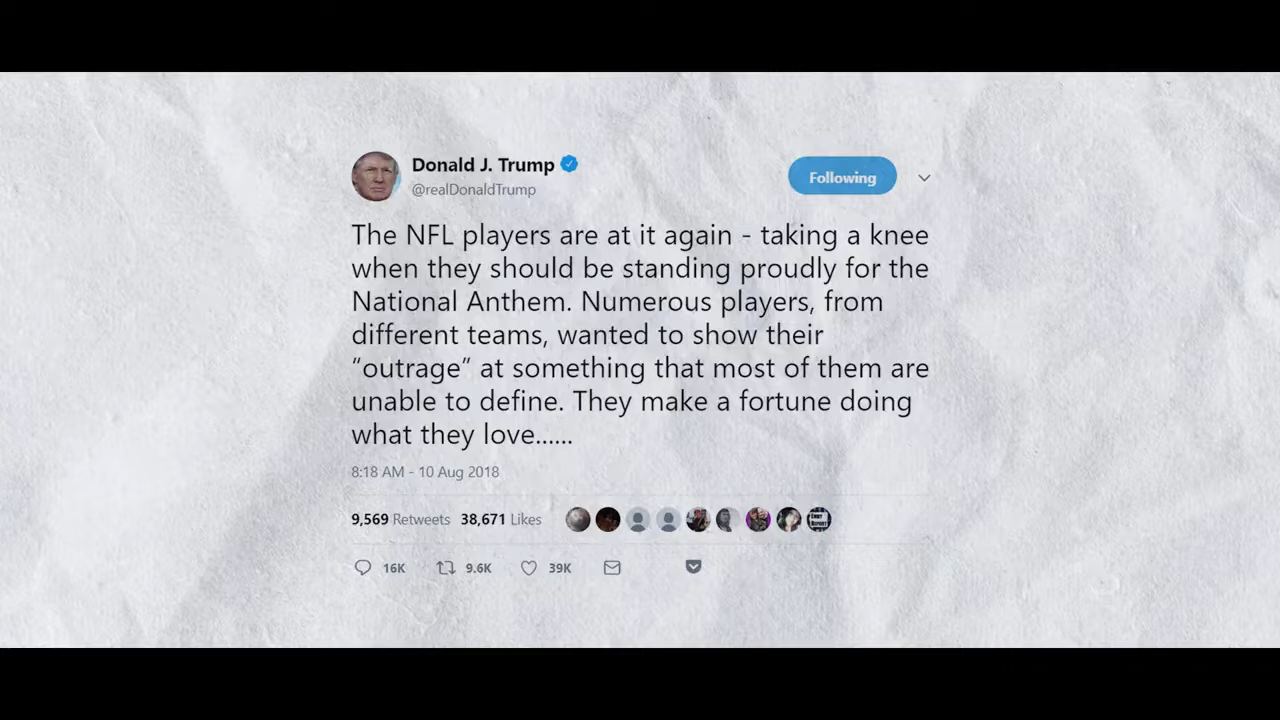 Donald J. Trump
@realDonaldTrump
Following
The NFL players are at it again - taking a knee
when they should be standing proudly for the
National Anthem. Numerous players, from
different teams, wanted to show their
“outrage” at something that most of them are
unable to define. They make a fortune doing
what they love......
8:18 AM - 10 Aug 2018
9,569 Retweets 38,671 Likes
16K 9.6K 39K